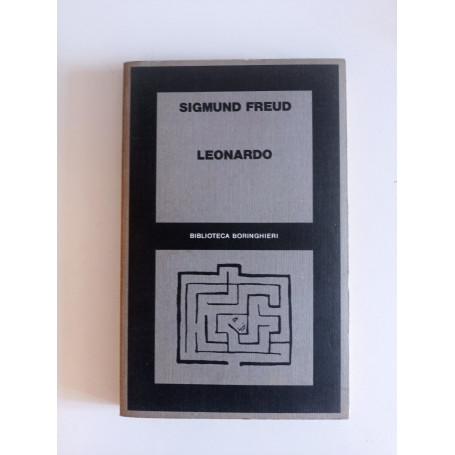 SIGMUND FREUD
LEONARDO
BIBLIOTECA BORINGHIERI